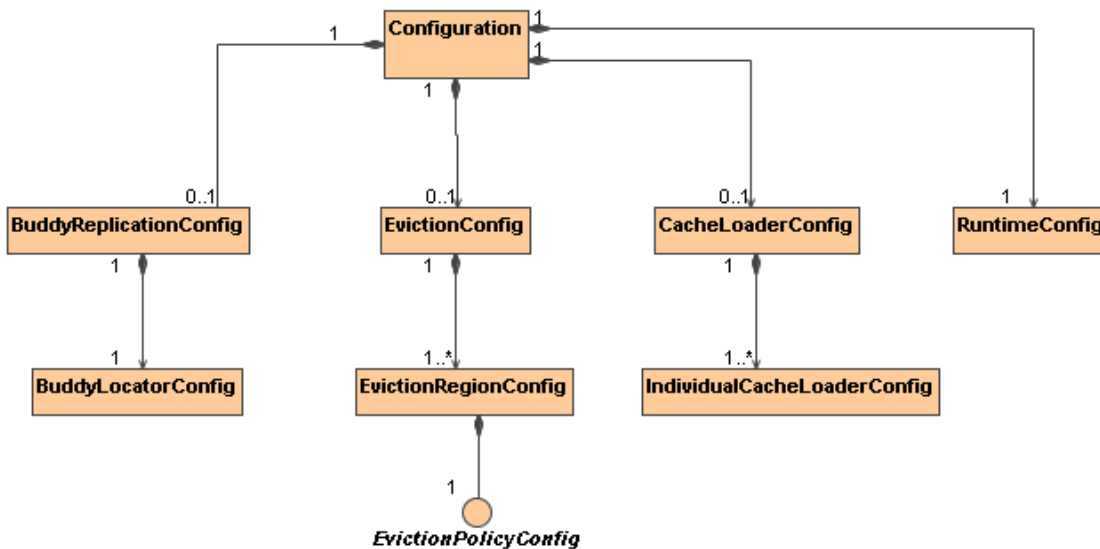 Configuration
1
1
1
1
0..1
0..1
0..1
1
BuddyReplicationConfig
EvictionConfig
CacheLoaderConfig
RuntimeConfig
1
1
1
1
1..*
1..*
BuddyLocatorConfig
EvictionRegionConfig
IndividualCacheLoaderConfig
1
EvictionPolicyConfig